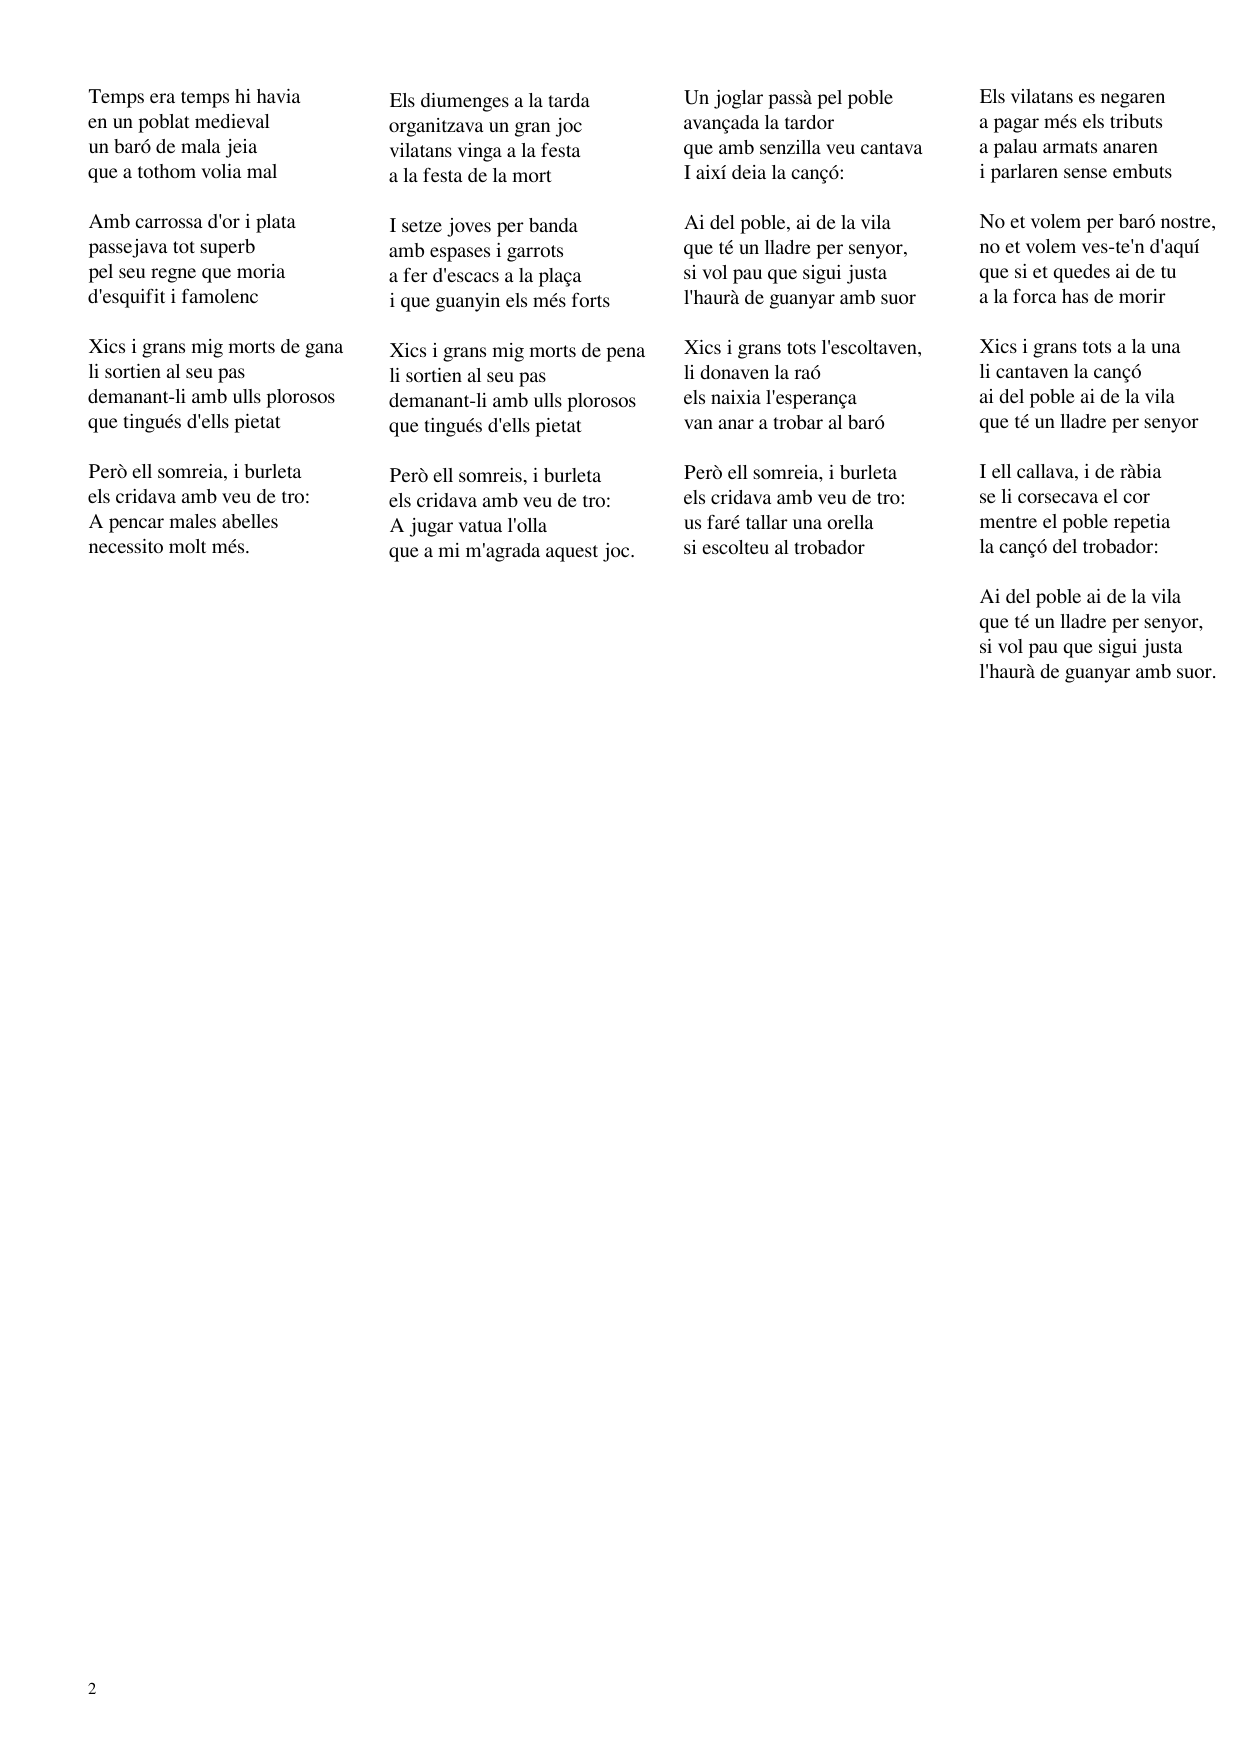 Temps era temps hi havia
en un poblat medieval
un baró de mala jeia
que a tothom volia mal

Amb carrossa d'or i plata
passejava tot superb
pel seu regne que moria
d'esquifit i famolenc

Xics i grans mig morts de gana
li sortien al seu pas
demanant-li amb ulls plorosos
que tingués d'ells pietat

Però ell somreia, i burleta
els cridava amb veu de tro:
A pencar males abelles
necessito molt més.

Els diumenges a la tarda
organitzava un gran joc
vilatans vinga a la festa
a la festa de la mort

I setze joves per banda
amb espases i garrots
a fer d'escacs a la plaça
i que guanyin els més forts

Xics i grans mig morts de pena
li sortien al seu pas
demanant-li amb ulls plorosos
que tingués d'ells pietat

Però ell somreis, i burleta
els cridava amb veu de tro:
A jugar vatua l'olla
que a mi m'agrada aquest joc.

Un joglar passà pel poble
avançada la tardor
que amb senzilla veu cantava
I així deia la cançó:

Ai del poble, ai de la vila
que té un lladre per senyor,
si vol pau que sigui justa
l'haurà de guanyar amb suor

Xics i grans tots l'escoltaven,
li donaven la raó
els naixia l'esperança
van anar a trobar al baró

Però ell somreia, i burleta
els cridava amb veu de tro:
us faré tallar una orella
si escolteu al trobador

Els vilatans es negaren
a pagar més els tributs
a palau armats anaren
i parlaren sense embuts

No et volem per baró nostre,
no et volem ves-te'n d'aquí
que si et quedes ai de tu
a la forca has de morir

Xics i grans tots a la una
li cantaven la cançó
ai del poble ai de la vila
que té un lladre per senyor

I ell callava, i de ràbia
se li corsecava el cor
mentre el poble repetia
la cançó del trobador:

Ai del poble ai de la vila
que té un lladre per senyor,
si vol pau que sigui justa
l'haurà de guanyar amb suor.

2